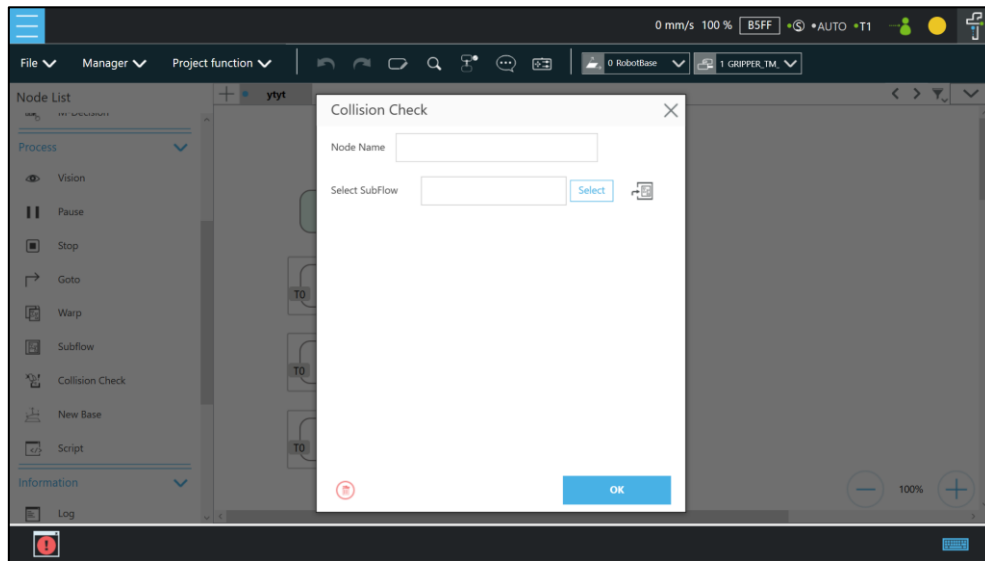 0 mm/s 100 % B5FF •Ⓢ •AUTO •T1
File Manager Project function 0 RobotBase 1 GRIPPER_TM_
Node List ytyt
M-Decision
Process
Vision
Pause
Stop
Goto
Warp
Subflow
Collision Check
New Base
Script
Information
Log
T0
T0
T0
Collision Check
Node Name
Select SubFlow Select
OK
100%